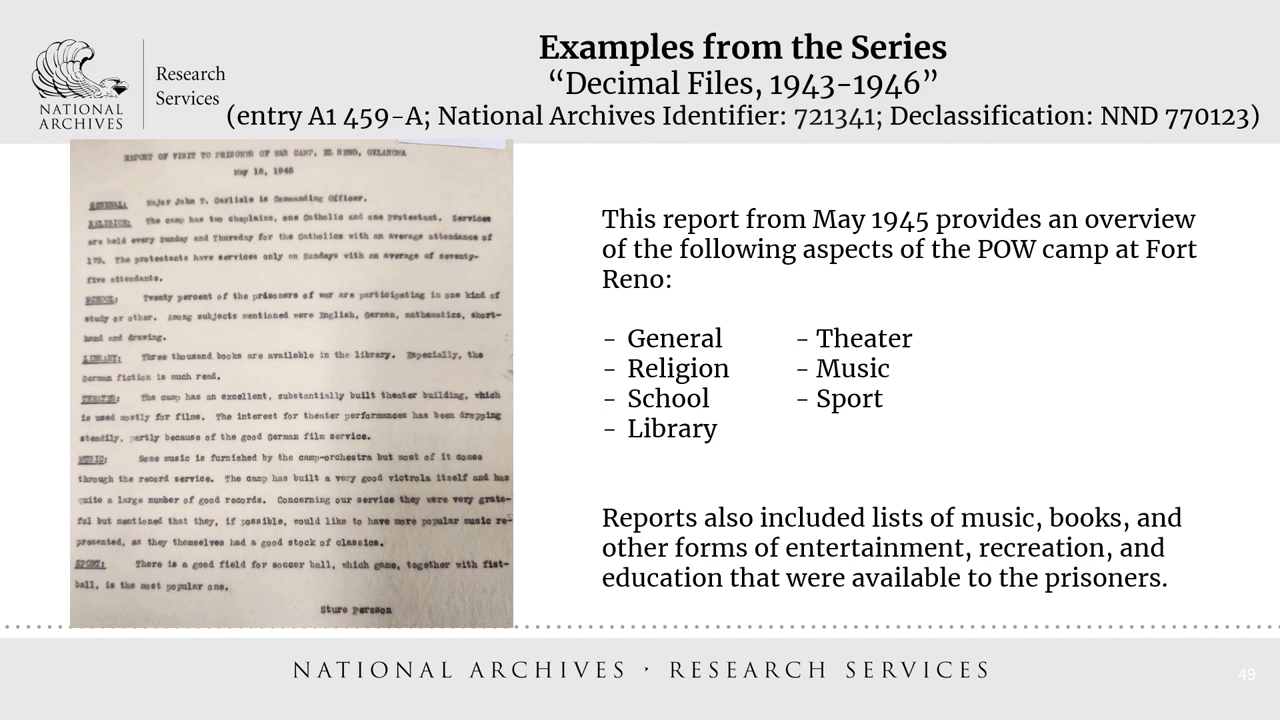 NATIONAL
ARCHIVES
Research
Services
Examples from the Series
“Decimal Files, 1943-1946”
(entry A1 459-A; National Archives Identifier: 721341; Declassification: NND 770123)
REPORT OF VISIT TO PRISONER OF WAR CAMP, EL RENO, OKLAHOMA
May 18, 1945
GENERAL: Major John T. Carlisle is Commanding Officer.
RELIGION: The camp has two chaplains, one Catholic and one protestant. Services
are held every Sunday and Thursday for the Catholics with an average attendance of
175. The protestants have services only on Sundays with an average of seventy-
five attendants.
SCHOOL: Twenty percent of the prisoners of war are participating in one kind of
study or other. Among subjects mentioned were English, German, mathematics, short-
hand and drawing.
LIBRARY: Three thousand books are available in the library. Especially, the
German fiction is much read.
THEATER: The camp has an excellent, substantially built theater building, which
is used mostly for films. The interest for theater performances has been dropping
steadily, partly because of the good German film service.
MUSIC: Some music is furnished by the camp-orchestra but most of it comes
through the record service. The camp has built a very good victrola itself and has
quite a large number of good records. Concerning our service they were very grate-
ful but mentioned that they, if possible, would like to have more popular music re-
presented, as they themselves had a good stock of classics.
SPORT: There is a good field for soccer ball, which game, together with fist-
ball, is the most popular one.
Sture Persson
This report from May 1945 provides an overview
of the following aspects of the POW camp at Fort
Reno:
- General
- Religion
- School
- Library
- Theater
- Music
- Sport
Reports also included lists of music, books, and
other forms of entertainment, recreation, and
education that were available to the prisoners.
NATIONAL ARCHIVES · RESEARCH SERVICES
49